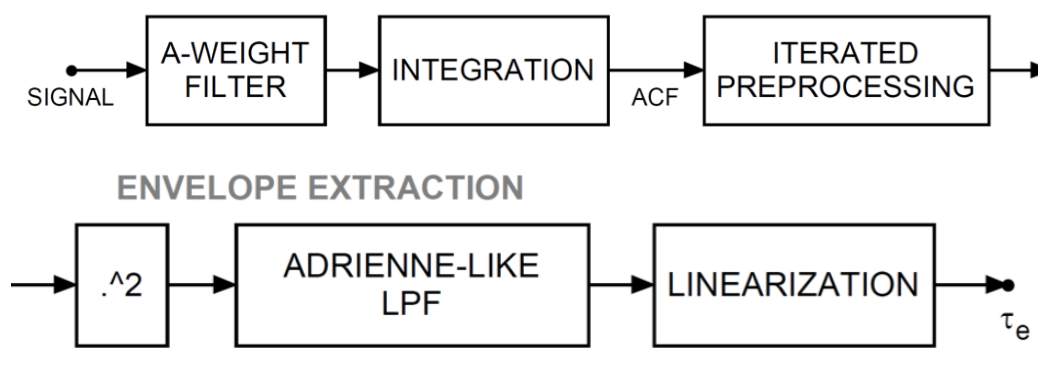 SIGNAL
A-WEIGHT
FILTER
INTEGRATION
ACF
ITERATED
PREPROCESSING
ENVELOPE EXTRACTION
.^2
ADRIENNE-LIKE
LPF
LINEARIZATION
τe